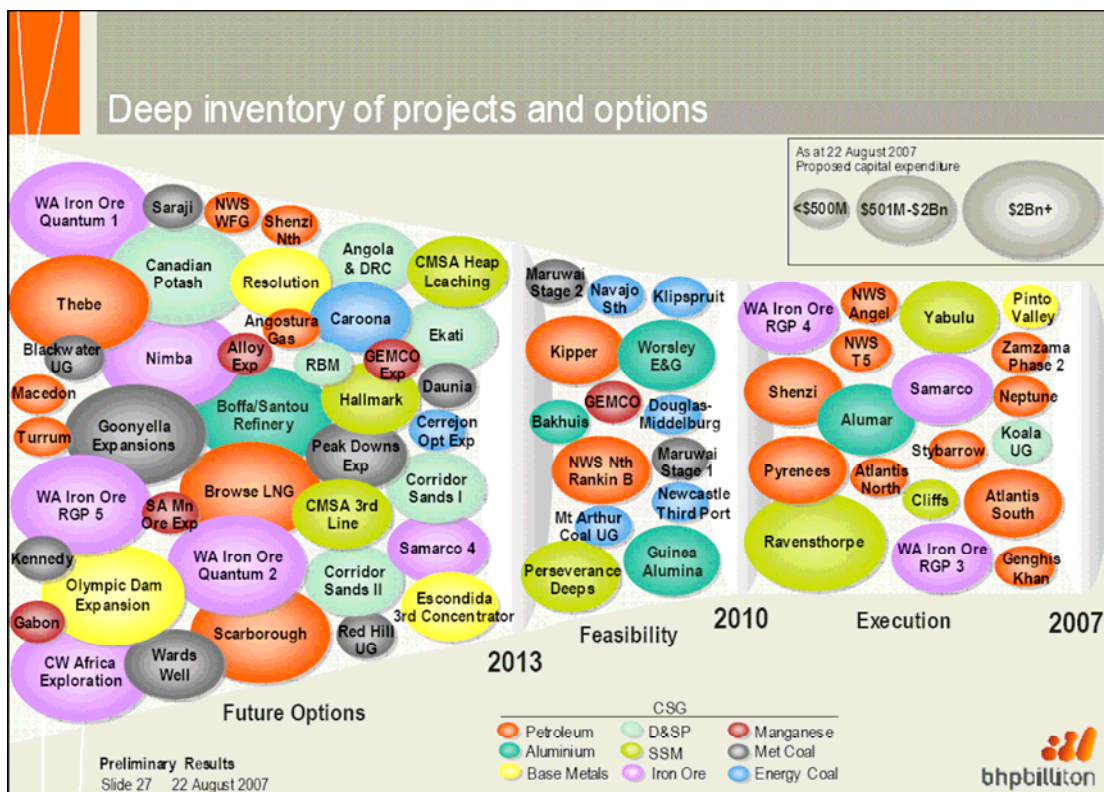 Deep inventory of projects and options
As at 22 August 2007
Proposed capital expenditure
<$500M
$501M-$2Bn
$2Bn+
WA Iron Ore
Quantum 1
Saraji
NWS
WFG
Shenzi
Nth
Canadian
Potash
Resolution
Angola
& DRC
CMSA Heap
Leaching
Thebe
Angostura
Gas
Caroona
Ekati
Blackwater
UG
Nimba
Alloy
Exp
RBM
GEMCO
Exp
Daunia
Macedon
Goonyella
Expansions
Boffa/Santou
Refinery
Hallmark
Cerrejon
Opt Exp
Turrum
Peak Downs
Exp
WA Iron Ore
RGP 5
SA Mn
Ore Exp
Browse LNG
CMSA 3rd
Line
Corridor
Sands I
Kennedy
WA Iron Ore
Quantum 2
Samarco 4
Olympic Dam
Expansion
Corridor
Sands II
Escondida
3rd Concentrator
Gabon
Scarborough
Red Hill
UG
CW Africa
Exploration
Wards
Well
Maruwai
Stage 2
Navajo
Sth
Klipspruit
Kipper
Worsley
E&G
GEMCO
Bakhuis
Douglas-
Middelburg
NWS Nth
Rankin B
Maruwai
Stage 1
Newcastle
Third Port
Mt Arthur
Coal UG
Perseverance
Deeps
Guinea
Alumina
WA Iron Ore
RGP 4
NWS
Angel
Yabulu
Pinto
Valley
NWS
T5
Zamzama
Phase 2
Shenzi
Samarco
Neptune
Alumar
Stybarrow
Koala
UG
Pyrenees
Atlantis
North
Cliffs
Atlantis
South
Ravensthorpe
WA Iron Ore
RGP 3
Genghis
Khan
2013
Feasibility
2010
Execution
2007
Future Options
CSG
Petroleum
D&SP
Manganese
Aluminium
SSM
Met Coal
Base Metals
Iron Ore
Energy Coal
Preliminary Results
Slide 27 22 August 2007
bhpbilliton